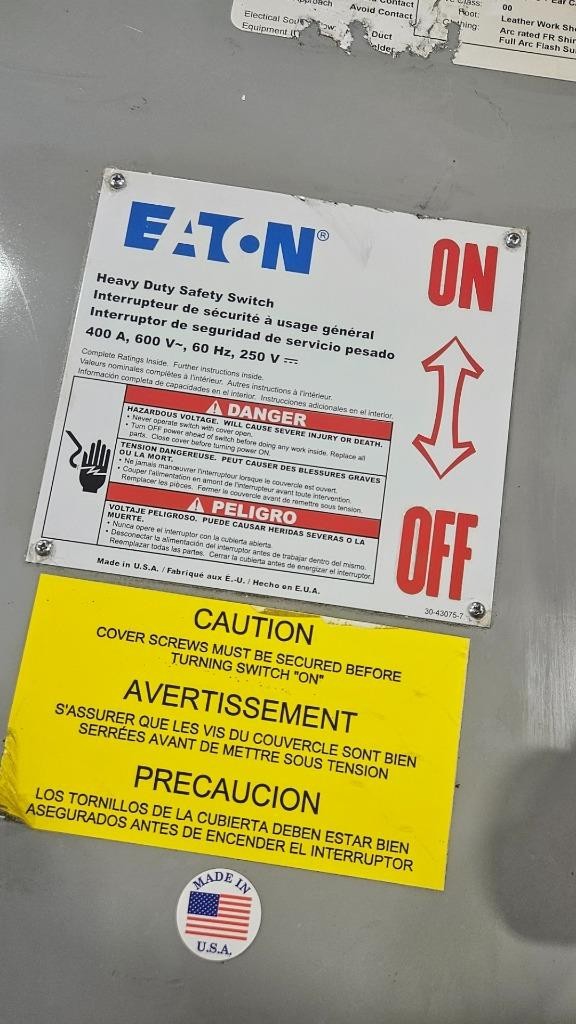 Contact
Avoid Contact
Electrical
Equipment
Duct
Class:
00
Root:
Leather Work
Clothing:
Arc rated FR
Full Arc Flash
EATON®
ON
Heavy Duty Safety Switch
Interrupteur de sécurité à usage général
Interruptor de seguridad de servicio pesado
400 A, 600 V~, 60 Hz, 250 V ⎓
Complete Ratings Inside. Further instructions inside.
Valeurs nominales complètes à l'intérieur. Autres instructions à l'intérieur.
Información completa de capacidades en el interior. Instrucciones adicionales en el interior.
DANGER
HAZARDOUS VOLTAGE. WILL CAUSE SEVERE INJURY OR DEATH.
• Never operate switch with cover open.
• Turn OFF power ahead of switch before doing any work inside. Replace all
parts. Close cover before turning power ON.
TENSION DANGEREUSE. PEUT CAUSER DES BLESSURES GRAVES
OU LA MORT.
• Ne jamais manœuvrer l'interrupteur lorsque le couvercle est ouvert.
• Couper l'alimentation en amont de l'interrupteur avant toute intervention.
Remplacer les pièces. Fermer le couvercle avant de remettre sous tension.
PELIGRO
VOLTAJE PELIGROSO. PUEDE CAUSAR HERIDAS SEVERAS O LA
MUERTE.
• Nunca opere el interruptor con la cubierta abierta.
• Desconectar la alimentación del interruptor antes de trabajar dentro del mismo.
Reemplazar todas las partes. Cerrar la cubierta antes de energizar el interruptor.
OFF
Made in U.S.A. / Fabriqué aux É.-U. / Hecho en E.U.A.
30-43075-7
CAUTION
COVER SCREWS MUST BE SECURED BEFORE
TURNING SWITCH "ON"
AVERTISSEMENT
S'ASSURER QUE LES VIS DU COUVERCLE SONT BIEN
SERRÉES AVANT DE METTRE SOUS TENSION
PRECAUCION
LOS TORNILLOS DE LA CUBIERTA DEBEN ESTAR BIEN
ASEGURADOS ANTES DE ENCENDER EL INTERRUPTOR
MADE IN
U.S.A.